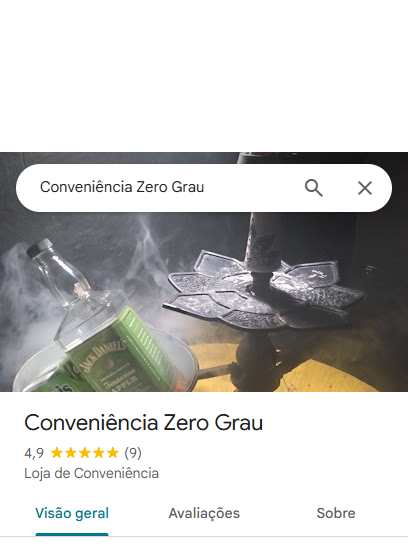 Conveniência Zero Grau
JACK DANIEL'S
Tennessee
APPLE
Conveniência Zero Grau
4,9 ★★★★★ (9)
Loja de Conveniência
Visão geral Avaliações Sobre